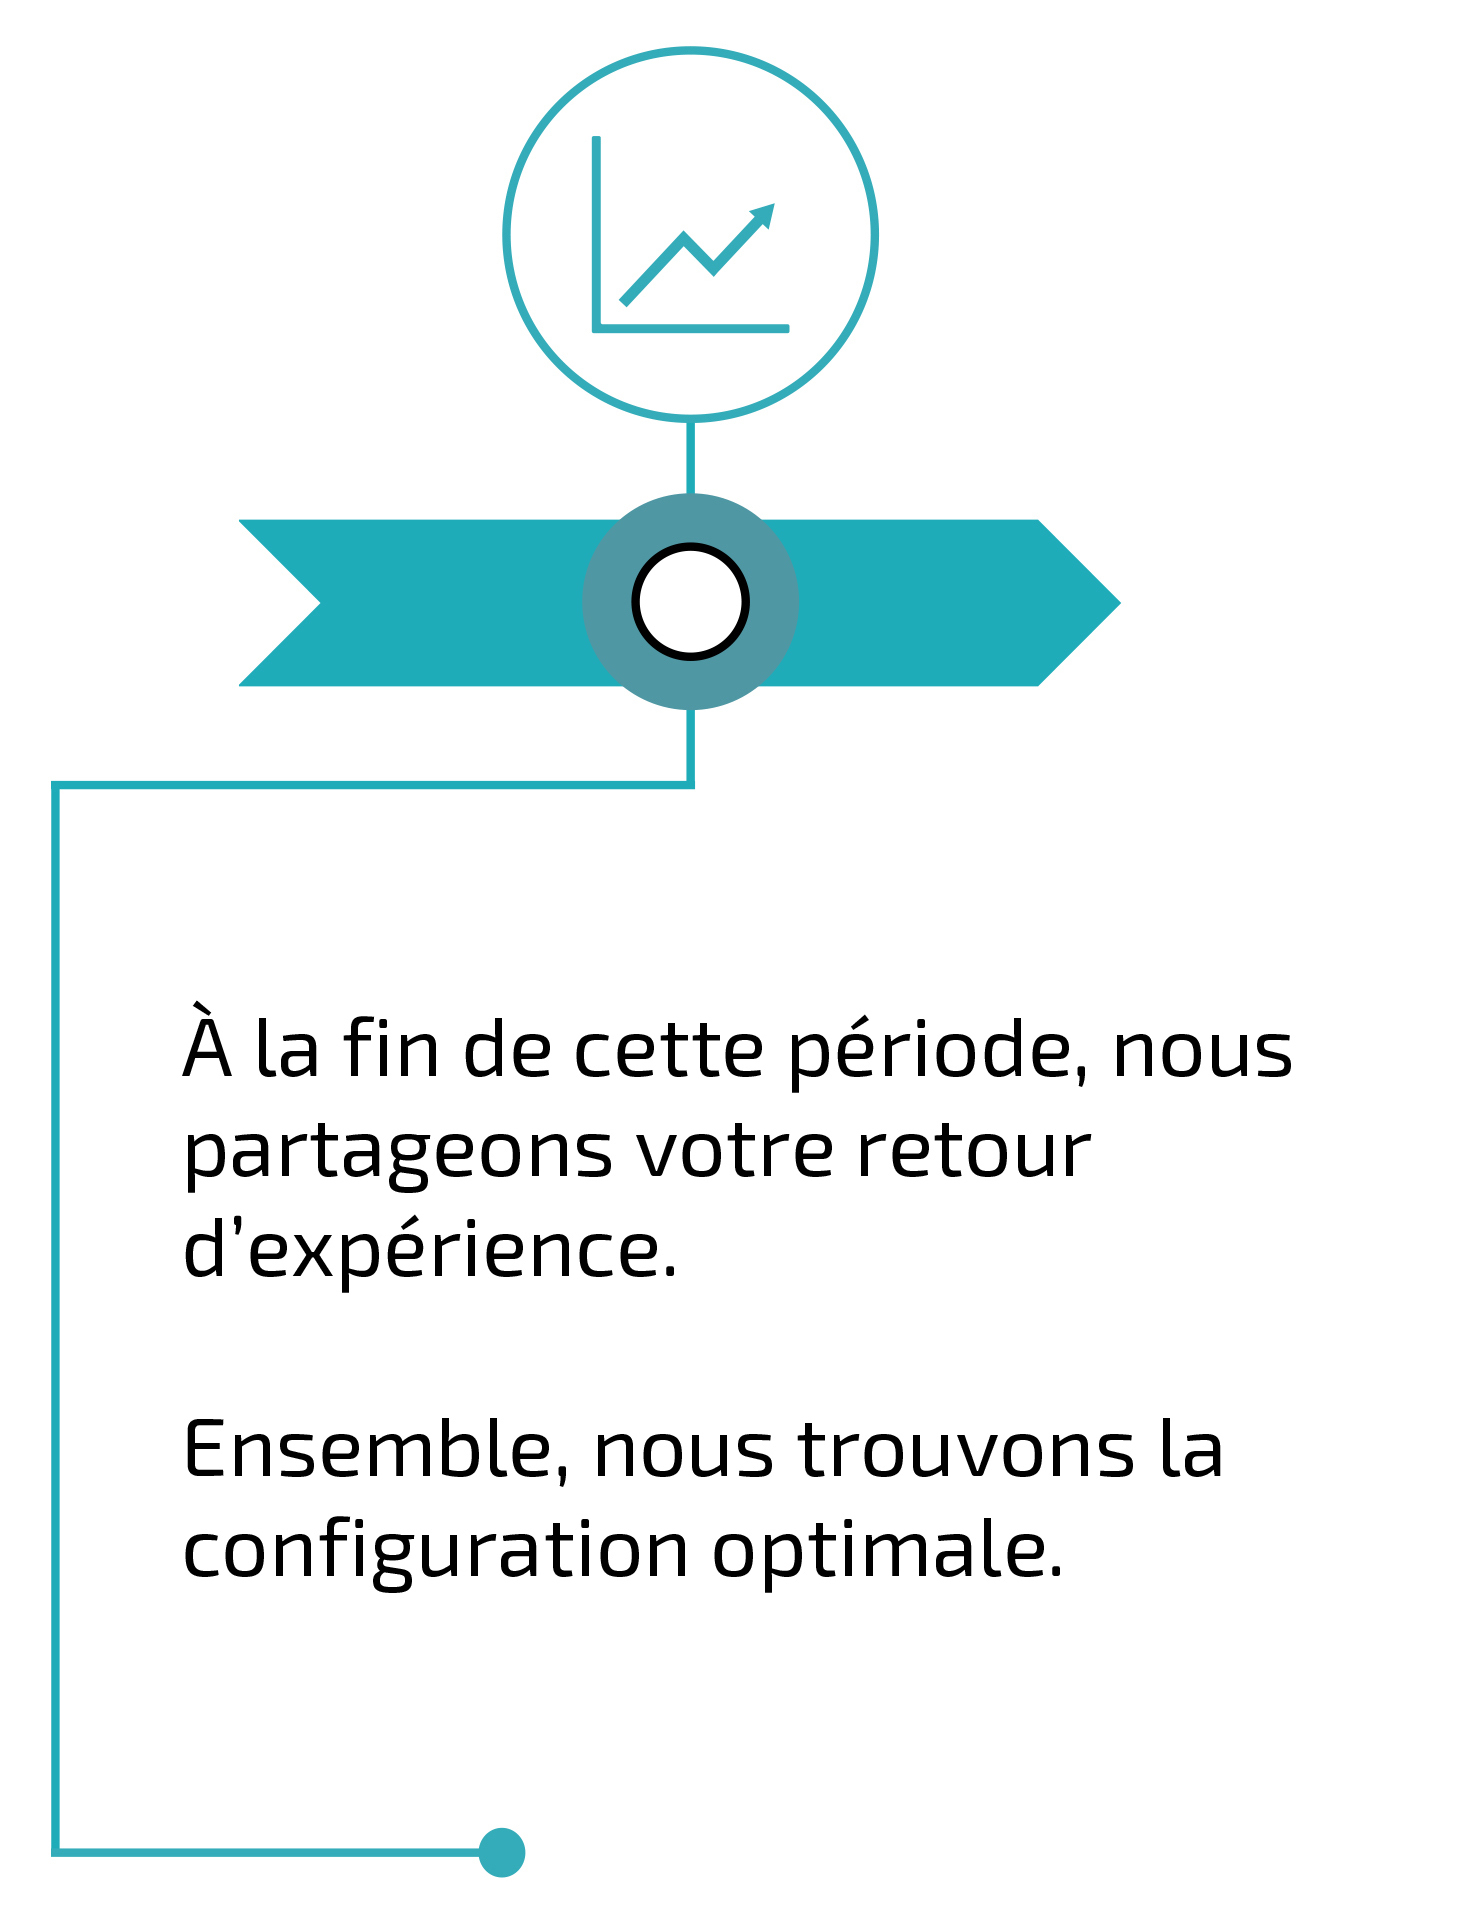 À la fin de cette période, nous
partageons votre retour
d’expérience.
Ensemble, nous trouvons la
configuration optimale.